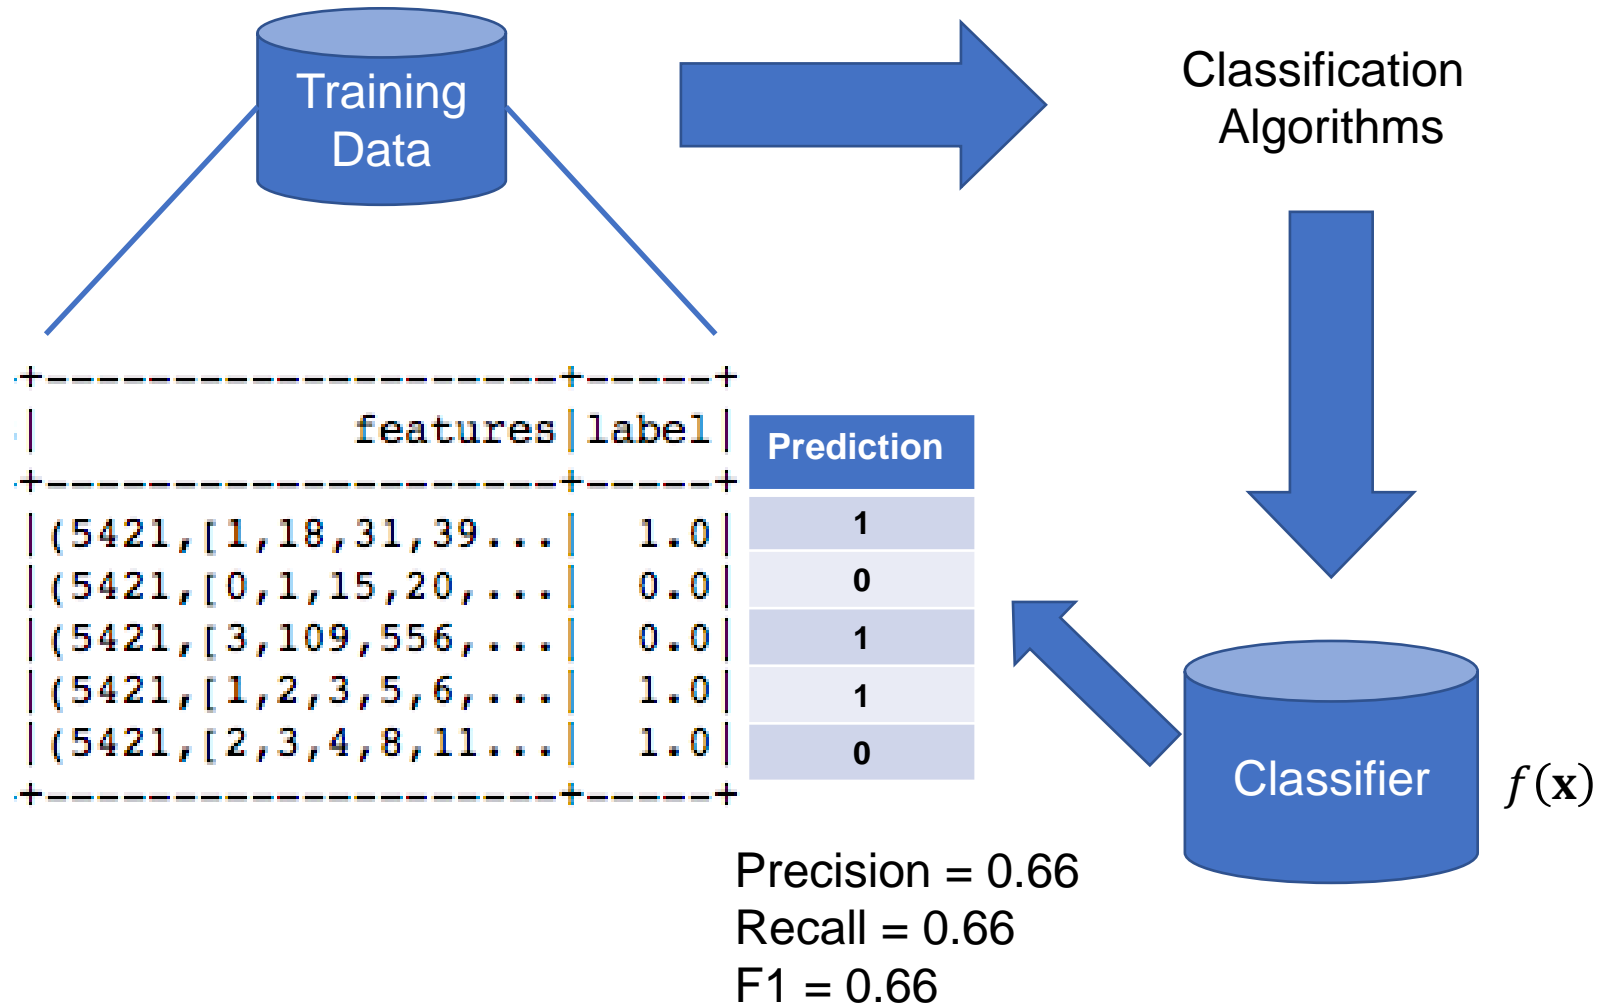 Training
Data
Classification
Algorithms
+--------------------+-----+
|            features|label|
+--------------------+-----+
|(5421,[1,18,31,39...|  1.0|
|(5421,[0,1,15,20,...|  0.0|
|(5421,[3,109,556,...|  0.0|
|(5421,[1,2,3,5,6,...|  1.0|
|(5421,[2,3,4,8,11...|  1.0|
+--------------------+-----+
Prediction
1
0
1
1
0
Classifier
f(x)
Precision = 0.66
Recall = 0.66
F1 = 0.66